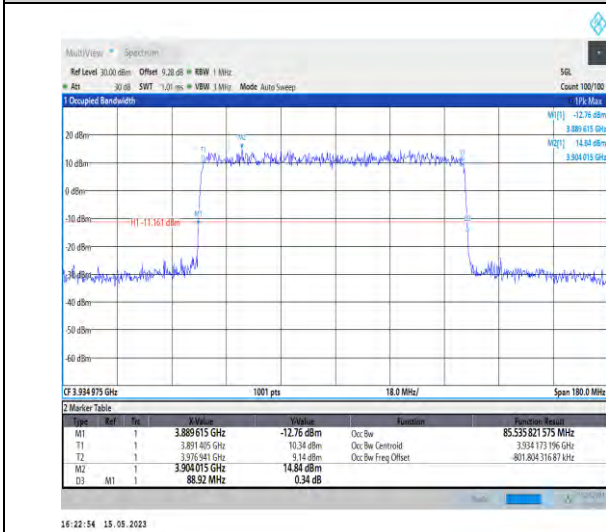 MultiView Spectrum
Ref Level 30.00 dBm Offset 9.28 dB RBW 1 MHz SGL
Att 30 dB SWT 1.01 ms VBW 3 MHz Mode Auto Sweep Count 100/100
1 Occupied Bandwidth 1Pk Max
M1[1] -12.76 dBm
3.889 615 GHz
M2[1] 14.84 dBm
3.904 015 GHz
20 dBm
M2
T1
10 dBm
0 dBm
-10 dBm
M1
H1 -11.161 dBm
-20 dBm
-30 dBm
-40 dBm
-50 dBm
-60 dBm
CF 3.934 975 GHz 1001 pts 18.0 MHz/ Span 180.0 MHz
2 Marker Table
Type Ref Trc X-Value Y-Value Function Function Result
M1 1 3.889 615 GHz -12.76 dBm Occ Bw 85.535 821 575 MHz
T1 1 3.891 405 GHz 10.34 dBm Occ Bw Centroid 3.934 173 196 GHz
T2 1 3.976 941 GHz 9.14 dBm Occ Bw Freq Offset -801.804 316 87 kHz
M2 1 3.904 015 GHz 14.84 dBm
D3 M1 1 88.92 MHz 0.34 dB
16:22:54 15.05.2023